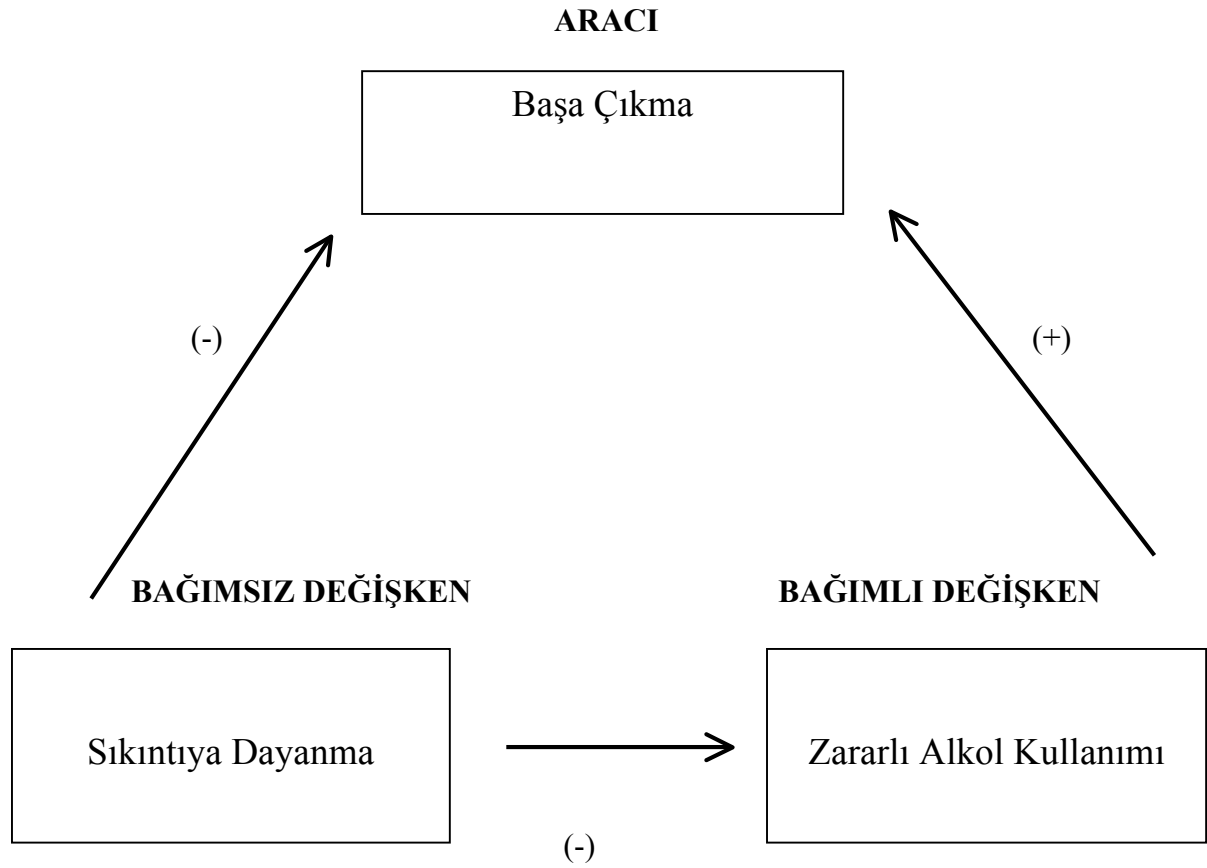 ARACI
Başa Çıkma
(-)
(+)
BAĞIMSIZ DEĞİŞKEN
BAĞIMLI DEĞİŞKEN
Sıkıntıya Dayanma
Zararlı Alkol Kullanımı
(-)